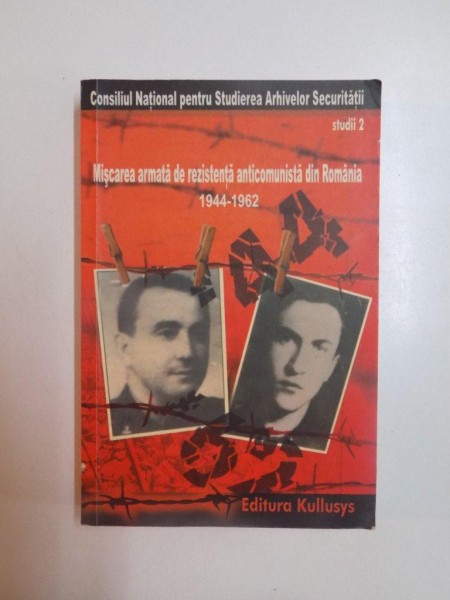 Consiliul Național pentru Studierea Arhivelor Securității
studii 2
Mișcarea armată de rezistență anticomunistă din România
1944-1962
Editura Kullusys